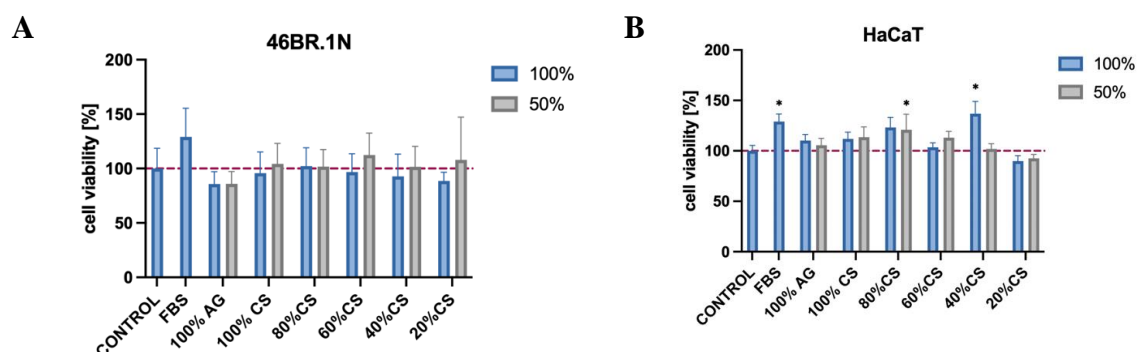 A
46BR.1N
cell viability [%]
200
150
100
50
0
CONTROL
FBS
100% AG
100% CS
80%CS
60%CS
40%CS
20%CS
100%
50%
B
HaCaT
cell viability [%]
200
150
100
50
0
*
*
*
CONTROL
FBS
100% AG
100% CS
80%CS
60%CS
40%CS
20%CS
100%
50%